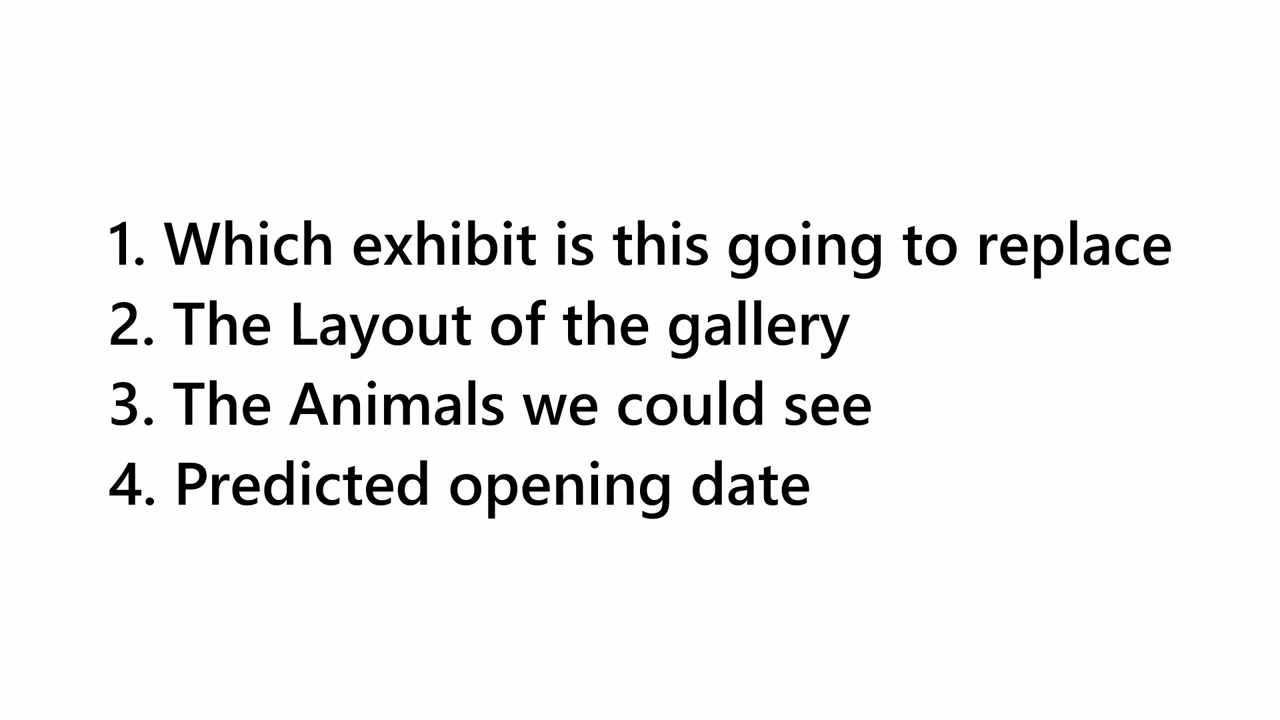 1. Which exhibit is this going to replace
2. The Layout of the gallery
3. The Animals we could see
4. Predicted opening date